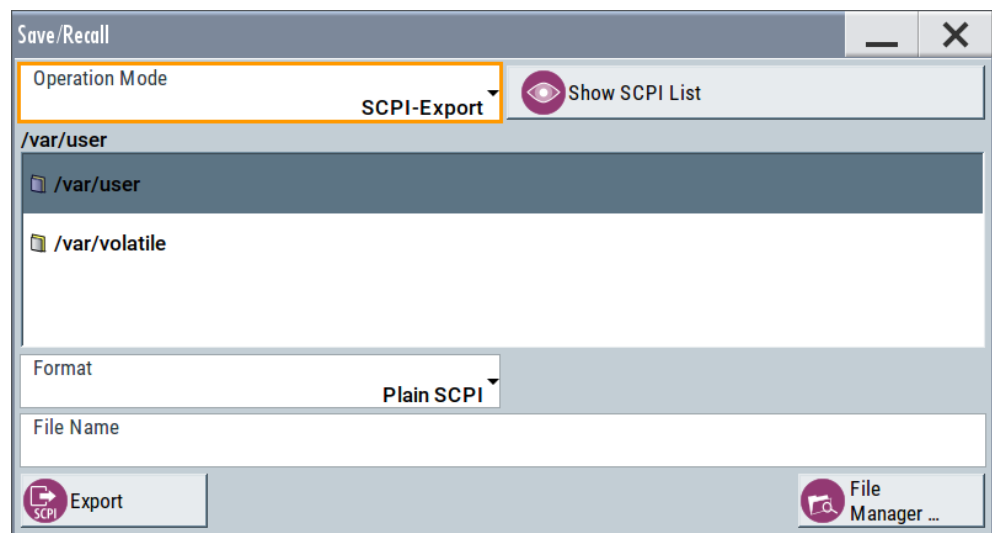 Save/Recall
Operation Mode
SCPI-Export
Show SCPI List
/var/user
/var/user
/var/volatile
Format
Plain SCPI
File Name
SCPI
Export
File
Manager ...